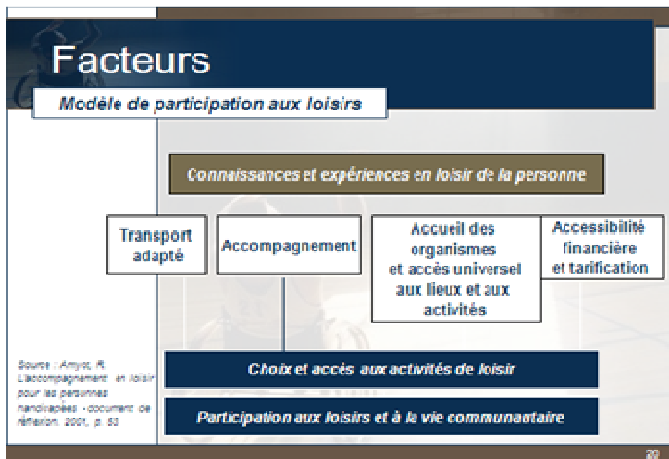 Facteurs
Modèle de participation aux loisirs
Connaissances et expériences en loisir de la personne
Transport
adapté
Accompagnement
Accueil des
organismes
et accès universel
aux lieux et aux
activités
Accessibilité
financière
et tarification
Choix et accès aux activités de loisir
Participation aux loisirs et à la vie communautaire
Source : Amyot, R.
L'accompagnement en loisir
pour les personnes
handicapées - document de
réflexion. 2001, p. 53
20